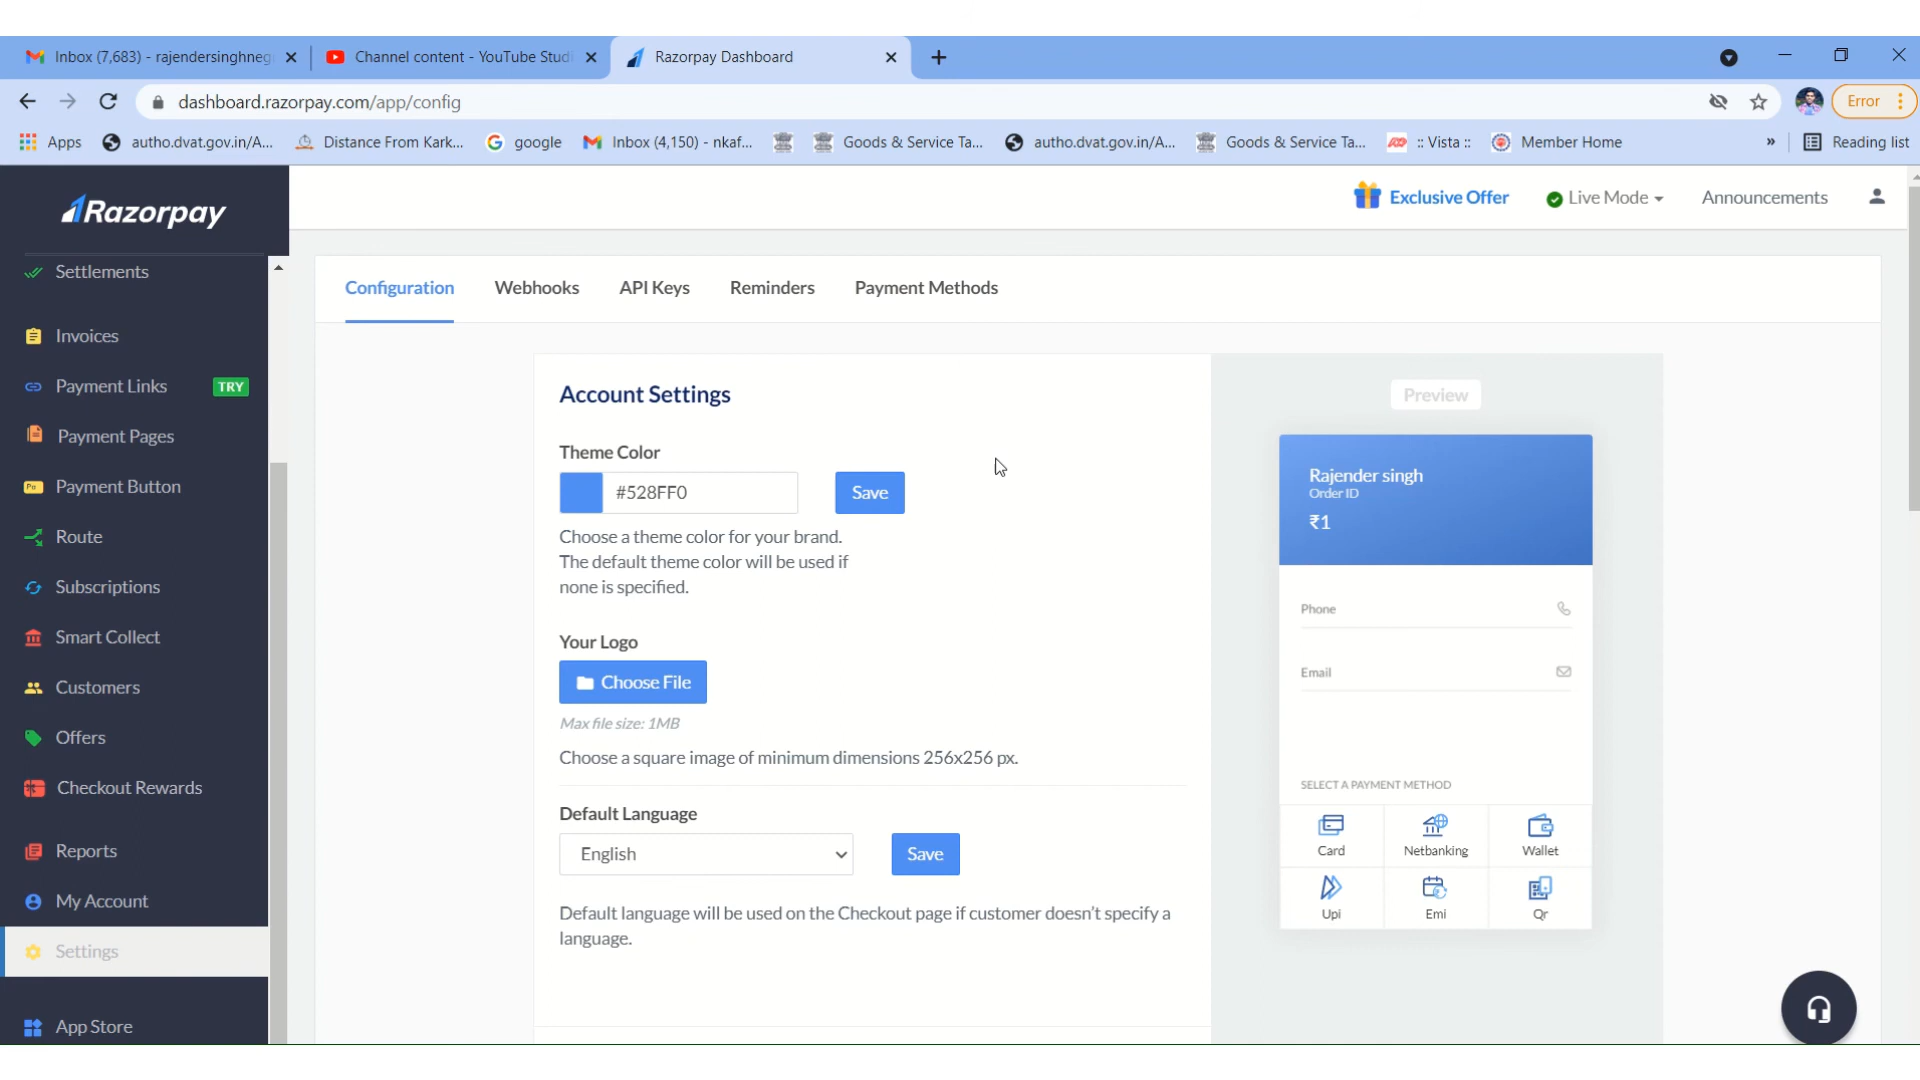 Inbox (7,683) - rajendersinghneg
Channel content - YouTube Studi
Razorpay Dashboard
dashboard.razorpay.com/app/config
Error
Apps
autho.dvat.gov.in/A...
Distance From Kark...
google
Inbox (4,150) - nkaf...
Goods & Service Ta...
autho.dvat.gov.in/A...
Goods & Service Ta...
:: Vista ::
Member Home
»
Reading list
Razorpay
Exclusive Offer
Live Mode
Announcements
Settlements
Invoices
Payment Links TRY
Payment Pages
Payment Button
Route
Subscriptions
Smart Collect
Customers
Offers
Checkout Rewards
Reports
My Account
Settings
App Store
Configuration
Webhooks
API Keys
Reminders
Payment Methods
Account Settings
Theme Color
#528FF0
Save
Choose a theme color for your brand.
The default theme color will be used if
none is specified.
Your Logo
Choose File
Max file size: 1MB
Choose a square image of minimum dimensions 256x256 px.
Default Language
English
Save
Default language will be used on the Checkout page if customer doesn't specify a
language.
Preview
Rajender singh
Order ID
₹1
Phone
Email
SELECT A PAYMENT METHOD
Card
Netbanking
Wallet
Upi
Emi
Qr